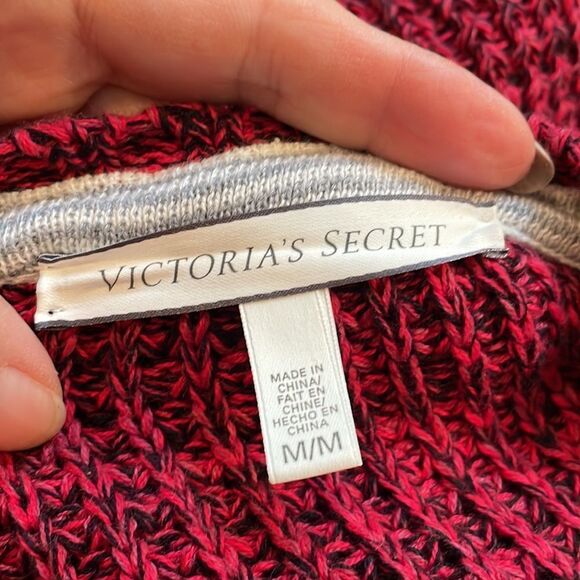 VICTORIA'S SECRET
MADE IN
CHINA/
FAIT EN
CHINE/
HECHO EN
CHINA
M/M